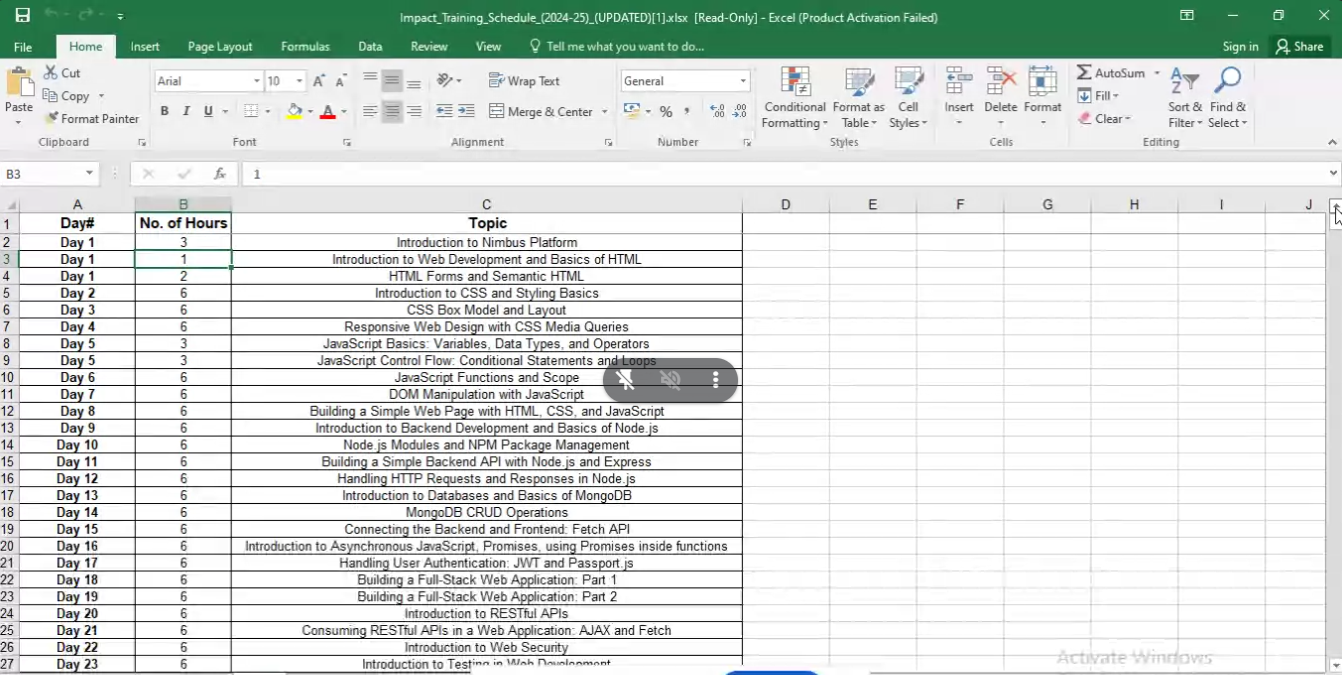 Impact_Training_Schedule_(2024-25)_(UPDATED)[1].xlsx [Read-Only] - Excel (Product Activation Failed)
File Home Insert Page Layout Formulas Data Review View Tell me what you want to do... Sign in Share
Cut
Copy
Format Painter
Paste
Clipboard
Arial 10 A A
B I U A
Font
Wrap Text
Merge & Center
Alignment
General
% , .00 .00
Number
Conditional Formatting Format as Table Cell Styles
Styles
Insert Delete Format
Cells
AutoSum
Fill
Clear
Sort & Filter Find & Select
Editing
B3 fx 1
A B C D E F G H I J
1 Day# No. of Hours Topic
2 Day 1 3 Introduction to Nimbus Platform
3 Day 1 1 Introduction to Web Development and Basics of HTML
4 Day 1 2 HTML Forms and Semantic HTML
5 Day 2 6 Introduction to CSS and Styling Basics
6 Day 3 6 CSS Box Model and Layout
7 Day 4 6 Responsive Web Design with CSS Media Queries
8 Day 5 3 JavaScript Basics: Variables, Data Types, and Operators
9 Day 5 3 JavaScript Control Flow: Conditional Statements and Loops
10 Day 6 6 JavaScript Functions and Scope
11 Day 7 6 DOM Manipulation with JavaScript
12 Day 8 6 Building a Simple Web Page with HTML, CSS, and JavaScript
13 Day 9 6 Introduction to Backend Development and Basics of Node.js
14 Day 10 6 Node.js Modules and NPM Package Management
15 Day 11 6 Building a Simple Backend API with Node.js and Express
16 Day 12 6 Handling HTTP Requests and Responses in Node.js
17 Day 13 6 Introduction to Databases and Basics of MongoDB
18 Day 14 6 MongoDB CRUD Operations
19 Day 15 6 Connecting the Backend and Frontend: Fetch API
20 Day 16 6 Introduction to Asynchronous JavaScript, Promises, using Promises inside functions
21 Day 17 6 Handling User Authentication: JWT and Passport.js
22 Day 18 6 Building a Full-Stack Web Application: Part 1
23 Day 19 6 Building a Full-Stack Web Application: Part 2
24 Day 20 6 Introduction to RESTful APIs
25 Day 21 6 Consuming RESTful APIs in a Web Application: AJAX and Fetch
26 Day 22 6 Introduction to Web Security
27 Day 23 6 Introduction to Testing in Web Development
Activate Windows